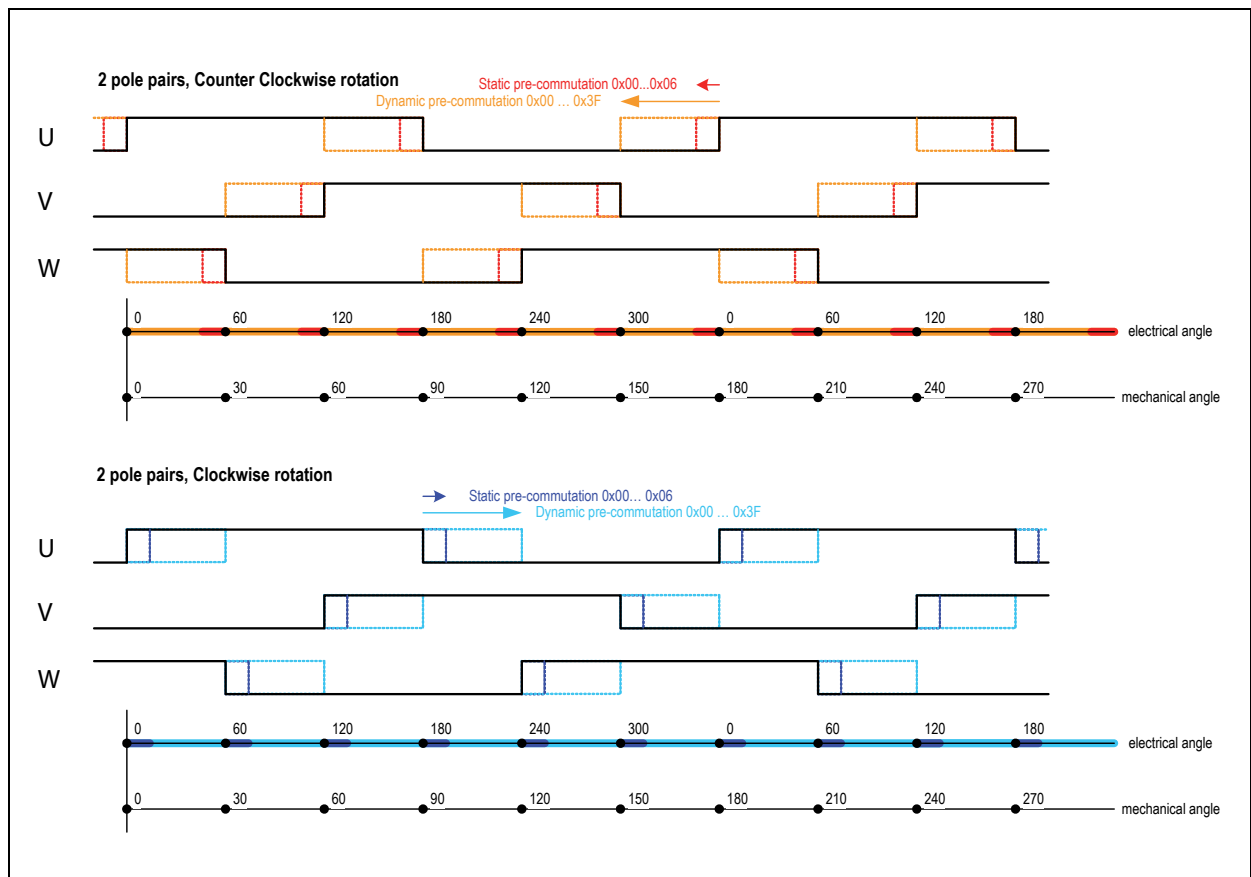 2 pole pairs, Counter Clockwise rotation
Static pre-commutation 0x00...0x06
Dynamic pre-commutation 0x00 ... 0x3F
U
V
W
0 60 120 180 240 300 0 60 120 180
electrical angle
0 30 60 90 120 150 180 210 240 270
mechanical angle
2 pole pairs, Clockwise rotation
Static pre-commutation 0x00... 0x06
Dynamic pre-commutation 0x00 ... 0x3F
U
V
W
0 60 120 180 240 300 0 60 120 180
electrical angle
0 30 60 90 120 150 180 210 240 270
mechanical angle